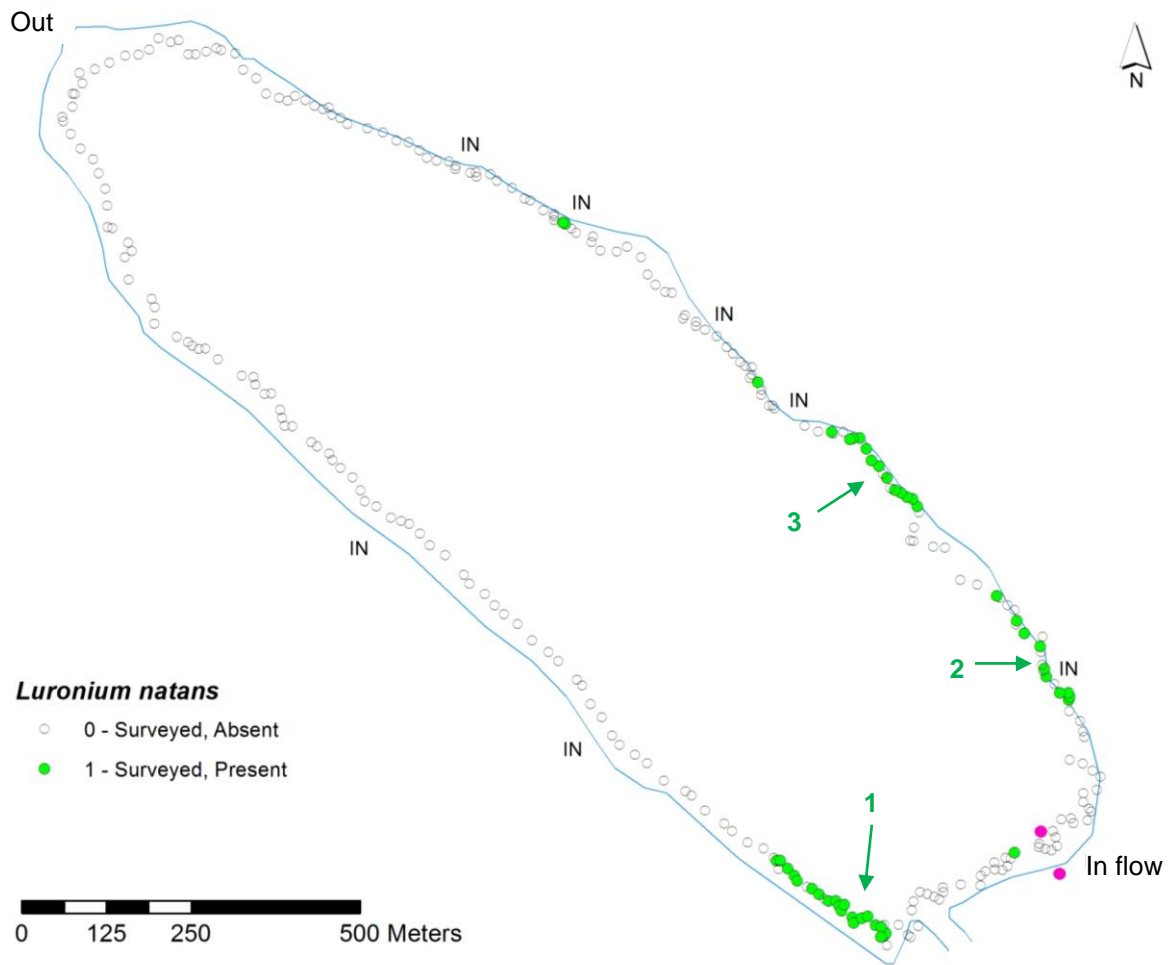 Out
N
IN
IN
IN
IN
3
IN
2
IN
IN
1
In flow
Luronium natans
0 - Surveyed, Absent
1 - Surveyed, Present
0 125 250 500 Meters